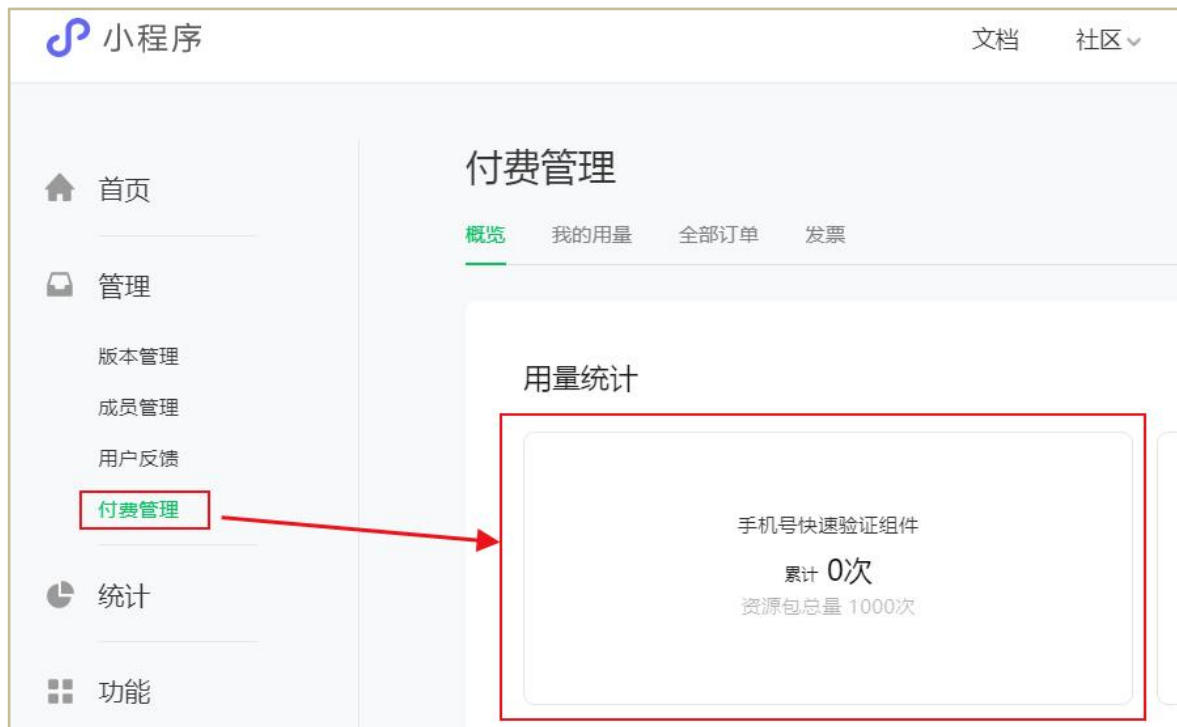 小程序
文档 社区
首页
管理
版本管理
成员管理
用户反馈
付费管理
统计
功能
付费管理
概览 我的用量 全部订单 发票
用量统计
手机号快速验证组件
累计 0次
资源包总量 1000次